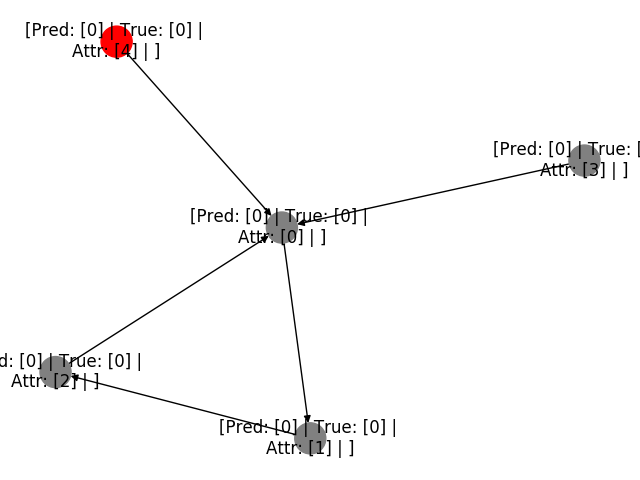 [Pred: [0] | True: [0] |
Attr: [4] | ]
[Pred: [0] | True: [
Attr: [3] | ]
[Pred: [0] | True: [0] |
Attr: [0] | ]
d: [0] | True: [0] |
Attr: [2] | ]
[Pred: [0] | True: [0] |
Attr: [1] | ]